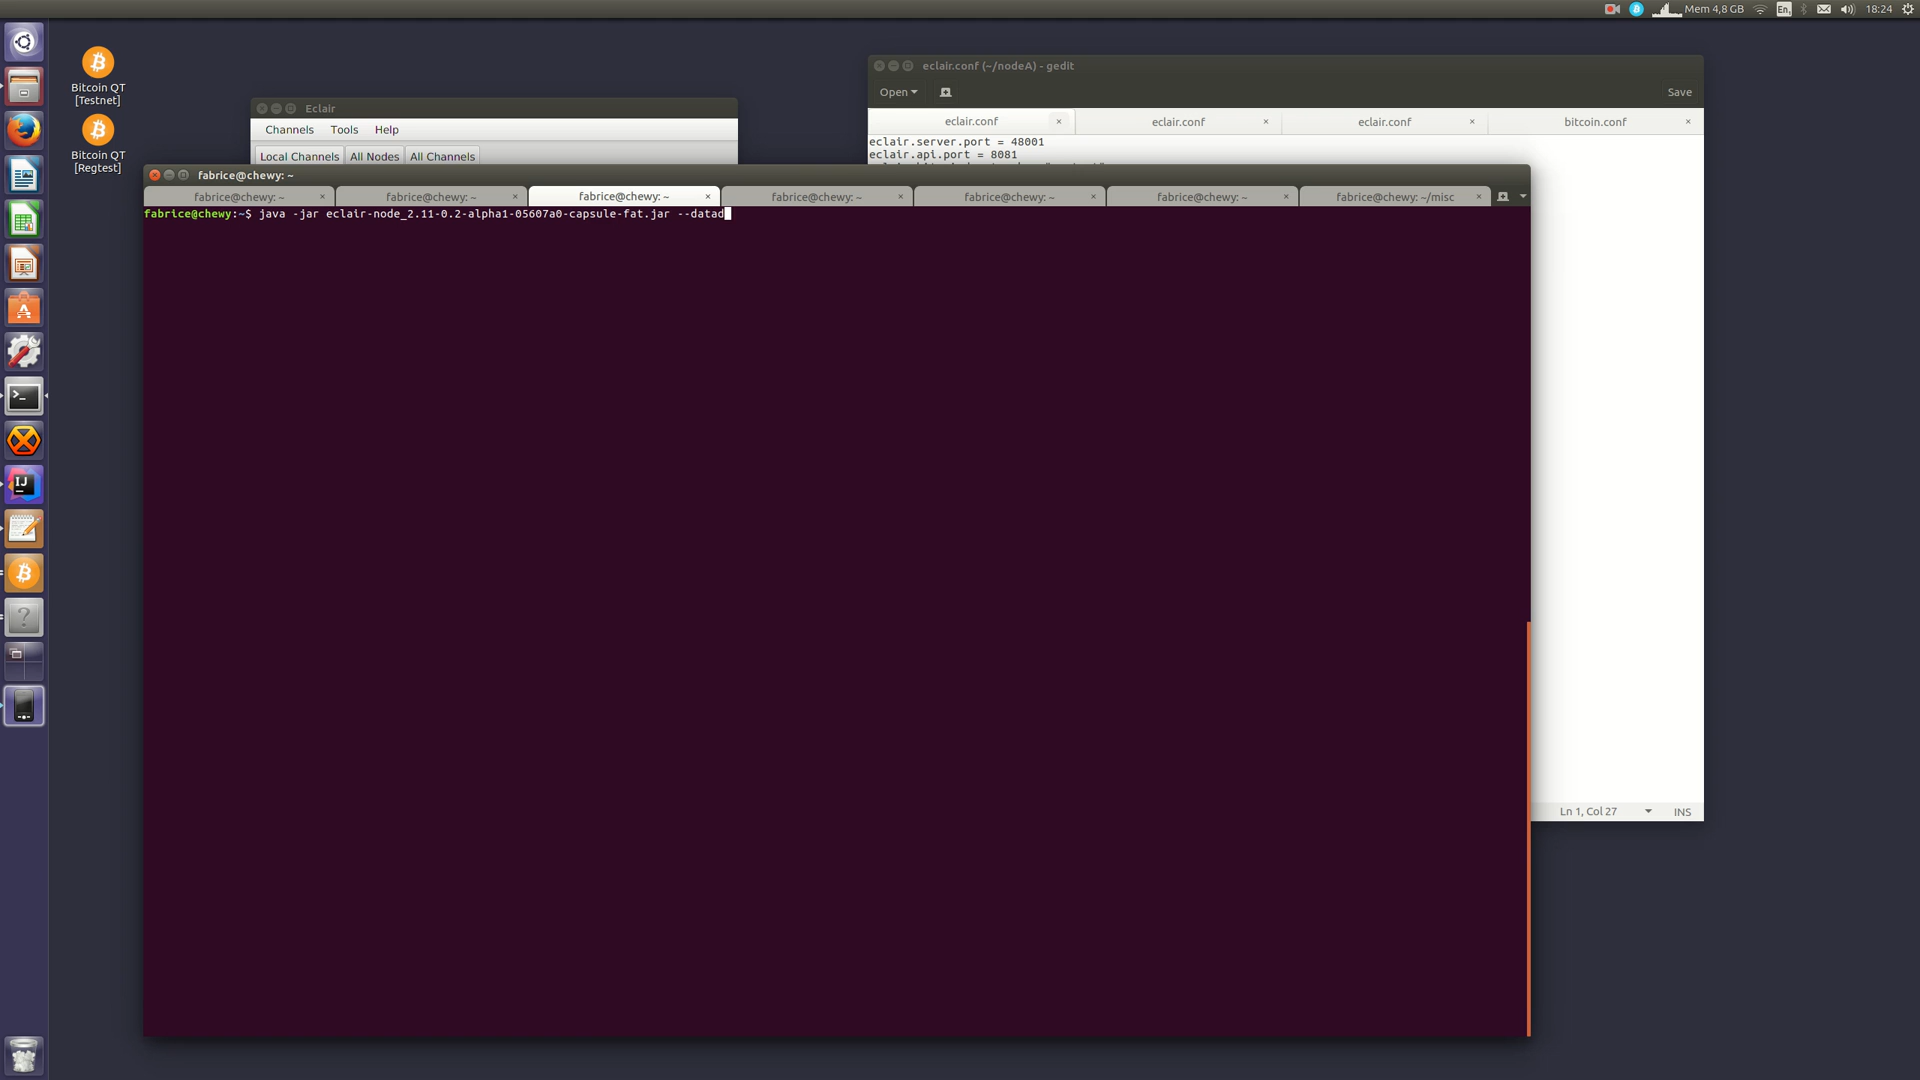 Mem 4,8 GB
En
18:24
Bitcoin QT
[Testnet]
Bitcoin QT
[Regtest]
Eclair
Channels Tools Help
Local Channels All Nodes All Channels
eclair.conf (~/nodeA) - gedit
Open Save
eclair.conf × eclair.conf × eclair.conf × bitcoin.conf ×
eclair.server.port = 48001
eclair.api.port = 8081
fabrice@chewy: ~
fabrice@chewy: ~ × fabrice@chewy: ~ × fabrice@chewy: ~ × fabrice@chewy: ~ × fabrice@chewy: ~ × fabrice@chewy: ~ × fabrice@chewy: ~/misc ×
fabrice@chewy:~$ java -jar eclair-node_2.11-0.2-alpha1-05607a0-capsule-fat.jar --datad
IJ
Ln 1, Col 27 INS